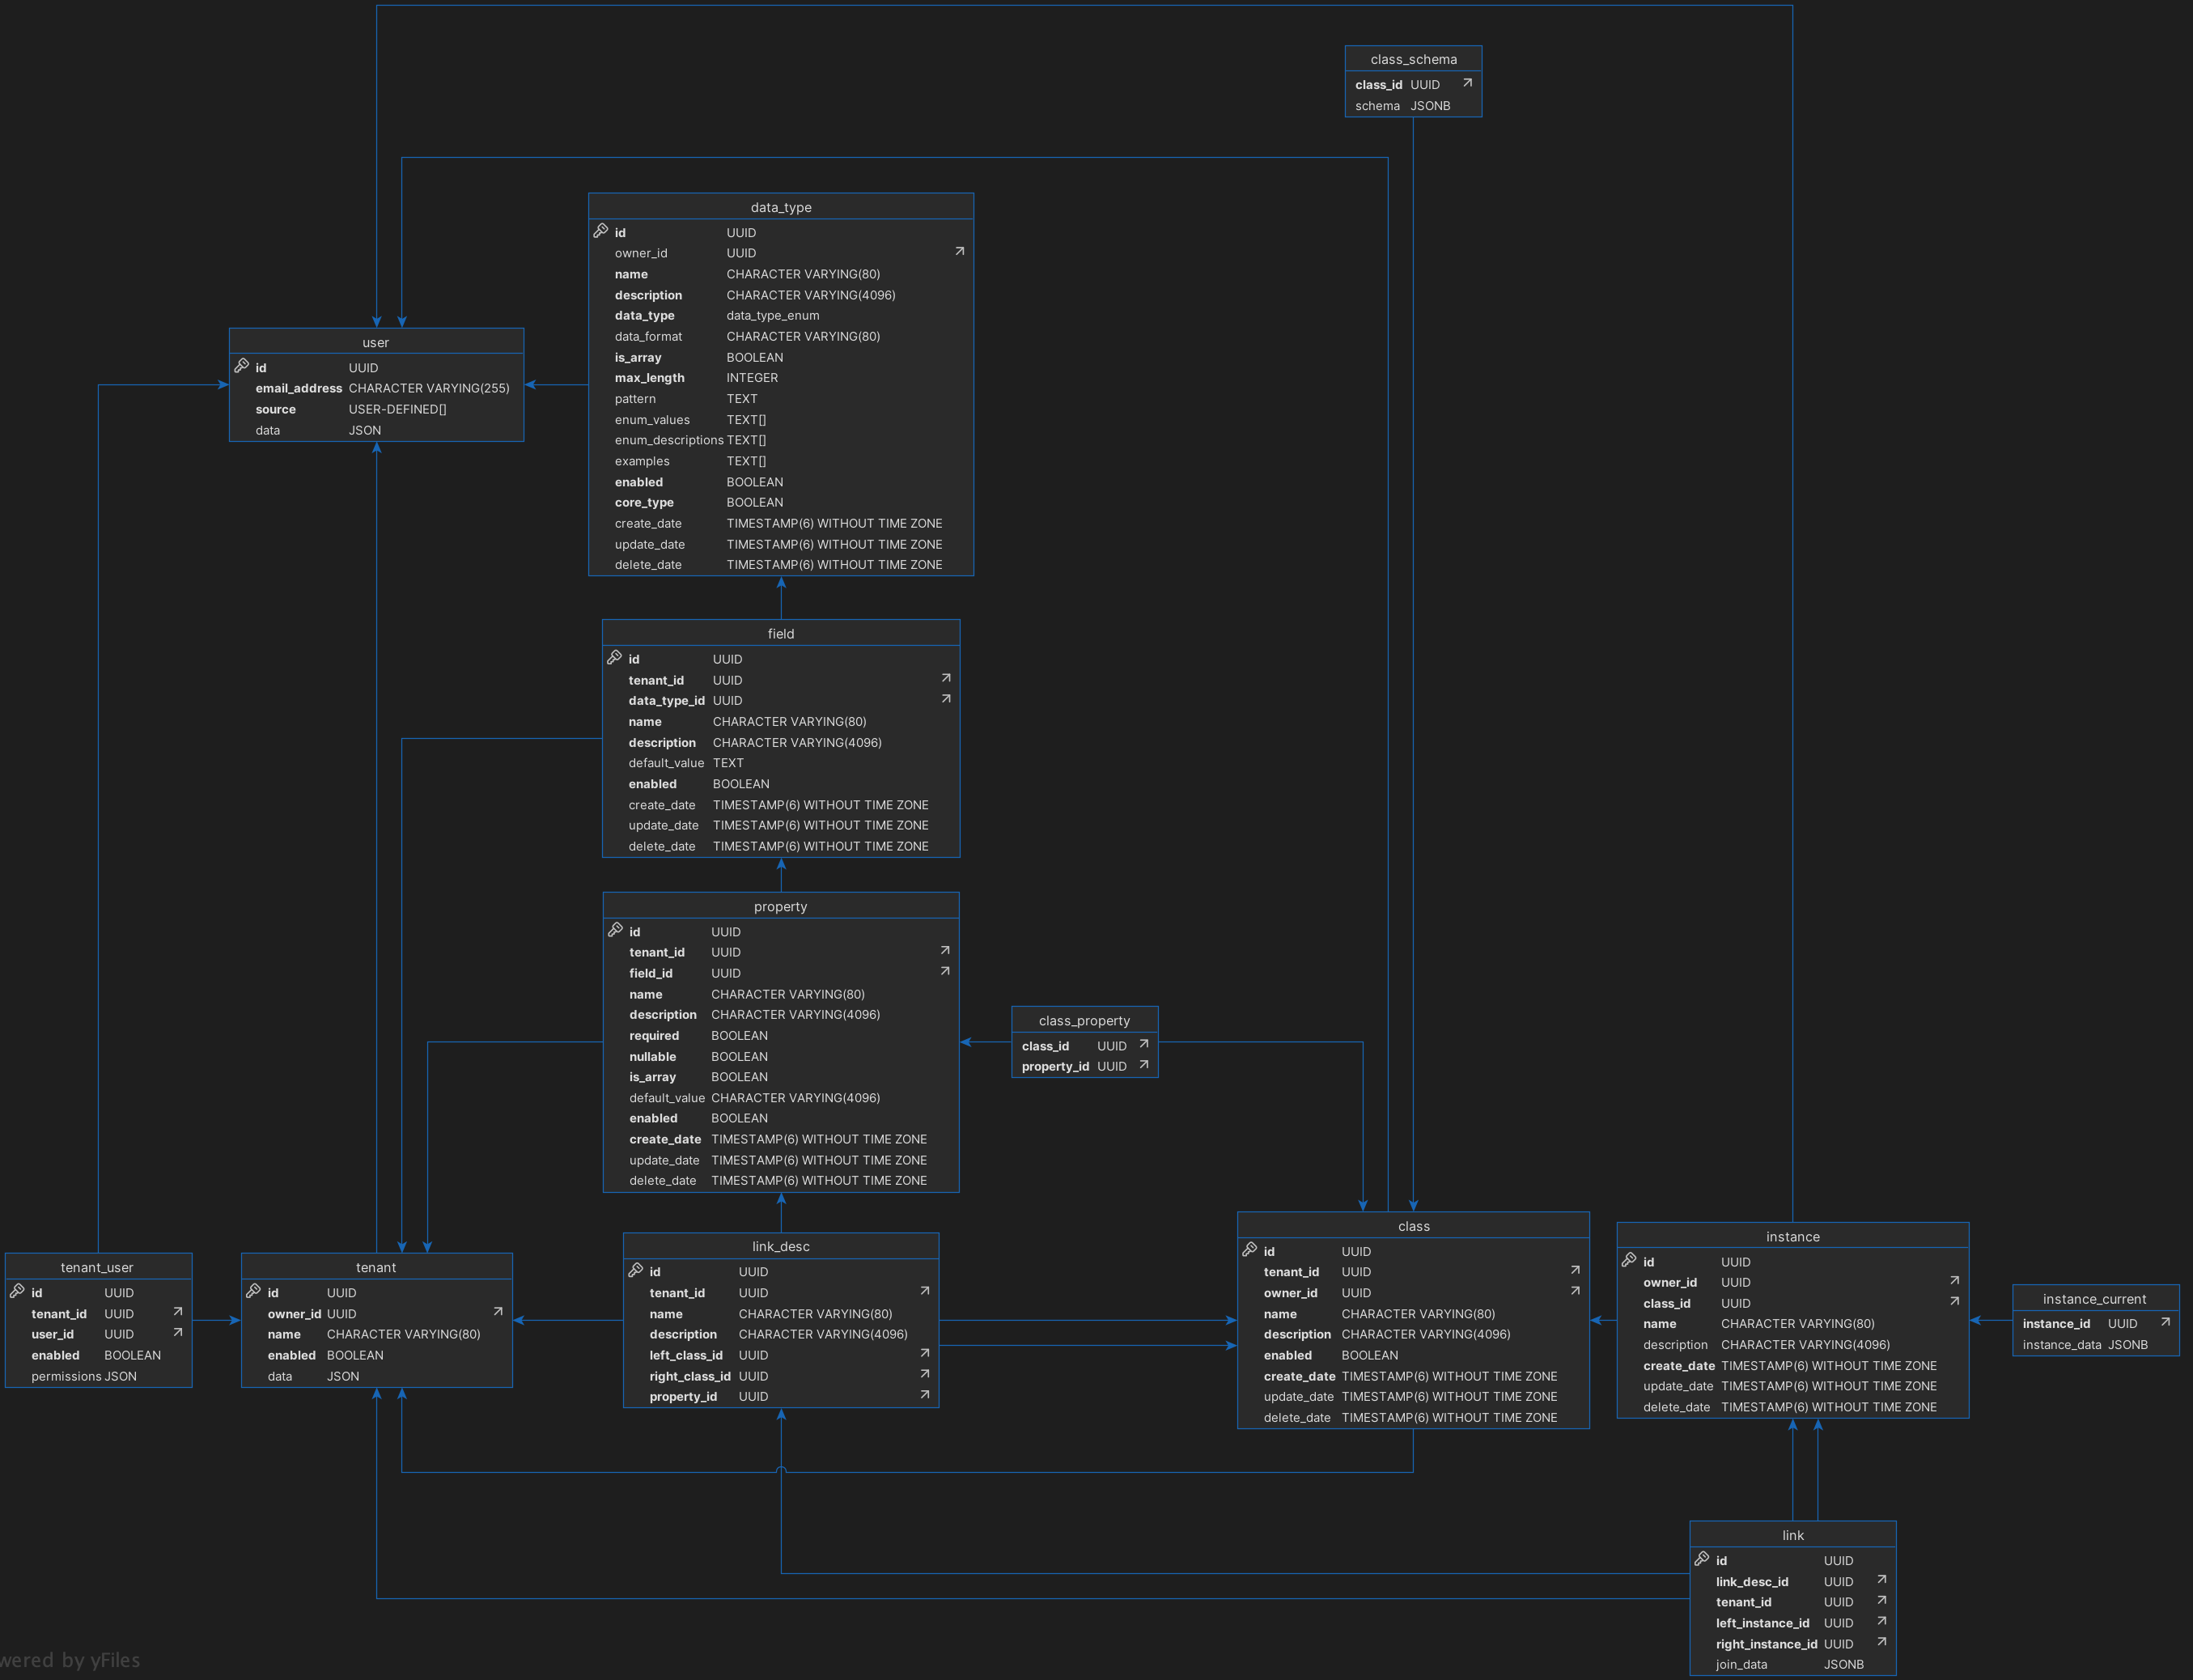 class_schema
class_id UUID
schema JSONB
data_type
id UUID
owner_id UUID
name CHARACTER VARYING(80)
description CHARACTER VARYING(4096)
data_type data_type_enum
data_format CHARACTER VARYING(80)
is_array BOOLEAN
max_length INTEGER
pattern TEXT
enum_values TEXT[]
enum_descriptions TEXT[]
examples TEXT[]
enabled BOOLEAN
core_type BOOLEAN
create_date TIMESTAMP(6) WITHOUT TIME ZONE
update_date TIMESTAMP(6) WITHOUT TIME ZONE
delete_date TIMESTAMP(6) WITHOUT TIME ZONE
user
id UUID
email_address CHARACTER VARYING(255)
source USER-DEFINED[]
data JSON
field
id UUID
tenant_id UUID
data_type_id UUID
name CHARACTER VARYING(80)
description CHARACTER VARYING(4096)
default_value TEXT
enabled BOOLEAN
create_date TIMESTAMP(6) WITHOUT TIME ZONE
update_date TIMESTAMP(6) WITHOUT TIME ZONE
delete_date TIMESTAMP(6) WITHOUT TIME ZONE
property
id UUID
tenant_id UUID
field_id UUID
name CHARACTER VARYING(80)
description CHARACTER VARYING(4096)
required BOOLEAN
nullable BOOLEAN
is_array BOOLEAN
default_value CHARACTER VARYING(4096)
enabled BOOLEAN
create_date TIMESTAMP(6) WITHOUT TIME ZONE
update_date TIMESTAMP(6) WITHOUT TIME ZONE
delete_date TIMESTAMP(6) WITHOUT TIME ZONE
class_property
class_id UUID
property_id UUID
tenant_user
id UUID
tenant_id UUID
user_id UUID
enabled BOOLEAN
permissions JSON
tenant
id UUID
owner_id UUID
name CHARACTER VARYING(80)
enabled BOOLEAN
data JSON
link_desc
id UUID
tenant_id UUID
name CHARACTER VARYING(80)
description CHARACTER VARYING(4096)
left_class_id UUID
right_class_id UUID
property_id UUID
class
id UUID
tenant_id UUID
owner_id UUID
name CHARACTER VARYING(80)
description CHARACTER VARYING(4096)
enabled BOOLEAN
create_date TIMESTAMP(6) WITHOUT TIME ZONE
update_date TIMESTAMP(6) WITHOUT TIME ZONE
delete_date TIMESTAMP(6) WITHOUT TIME ZONE
instance
id UUID
owner_id UUID
class_id UUID
name CHARACTER VARYING(80)
description CHARACTER VARYING(4096)
create_date TIMESTAMP(6) WITHOUT TIME ZONE
update_date TIMESTAMP(6) WITHOUT TIME ZONE
delete_date TIMESTAMP(6) WITHOUT TIME ZONE
instance_current
instance_id UUID
instance_data JSONB
link
id UUID
link_desc_id UUID
tenant_id UUID
left_instance_id UUID
right_instance_id UUID
join_data JSONB
wered by yFiles